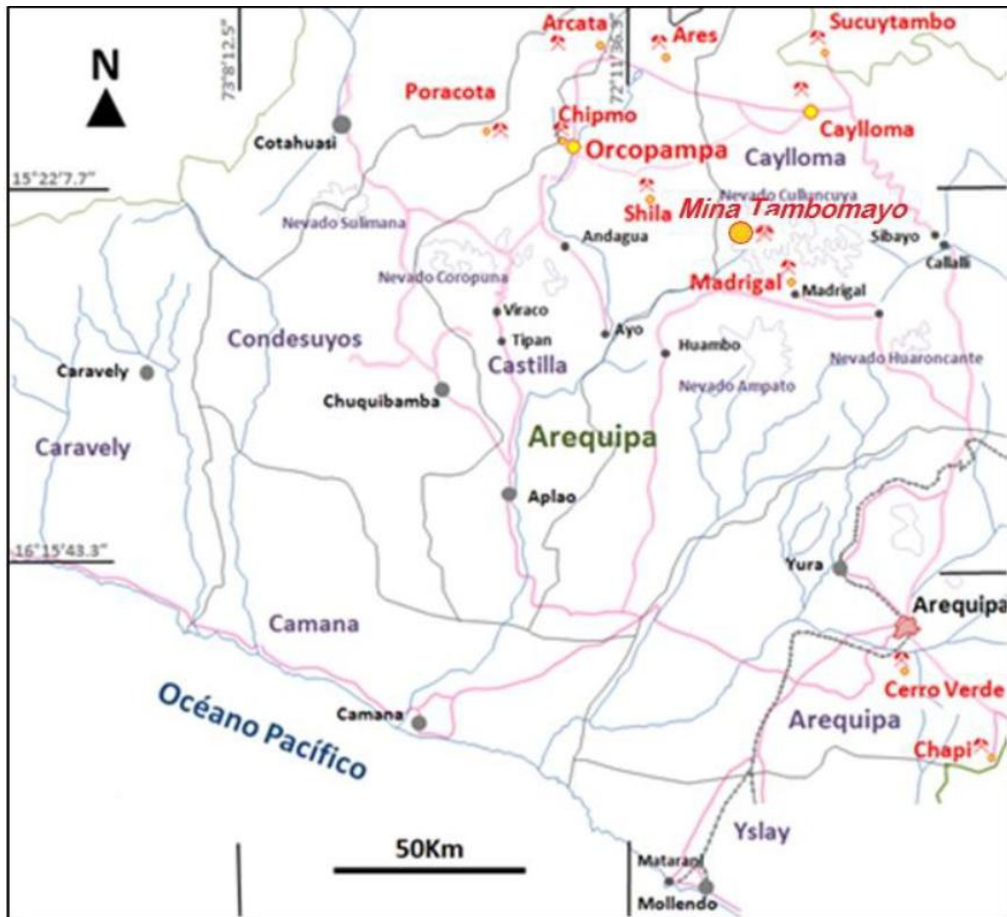 Arcata
Ares
Sucuytambo
N
73°8'12.5"
72°11'36.3"
Poracota
Chipmo
Caylloma
Cotahuasi
Orcopampa
Caylloma
15°22'7.7"
Nevado Culluncuya
Shila
Mina Tambomayo
Nevado Sulimana
Andagua
Sibayo
Callalli
Nevado Coropuna
Madrigal
Madrigal
Viraco
Condesuyos
Tipan
Ayo
Huambo
Castilla
Nevado Huaroncante
Caravely
Nevado Ampato
Chuquibamba
Caravely
Arequipa
Aplao
16°15'43.3"
Yura
Arequipa
Camana
Cerro Verde
Océano Pacífico
Camana
Arequipa
Chapi
Yslay
50Km
Matarani
Mollendo